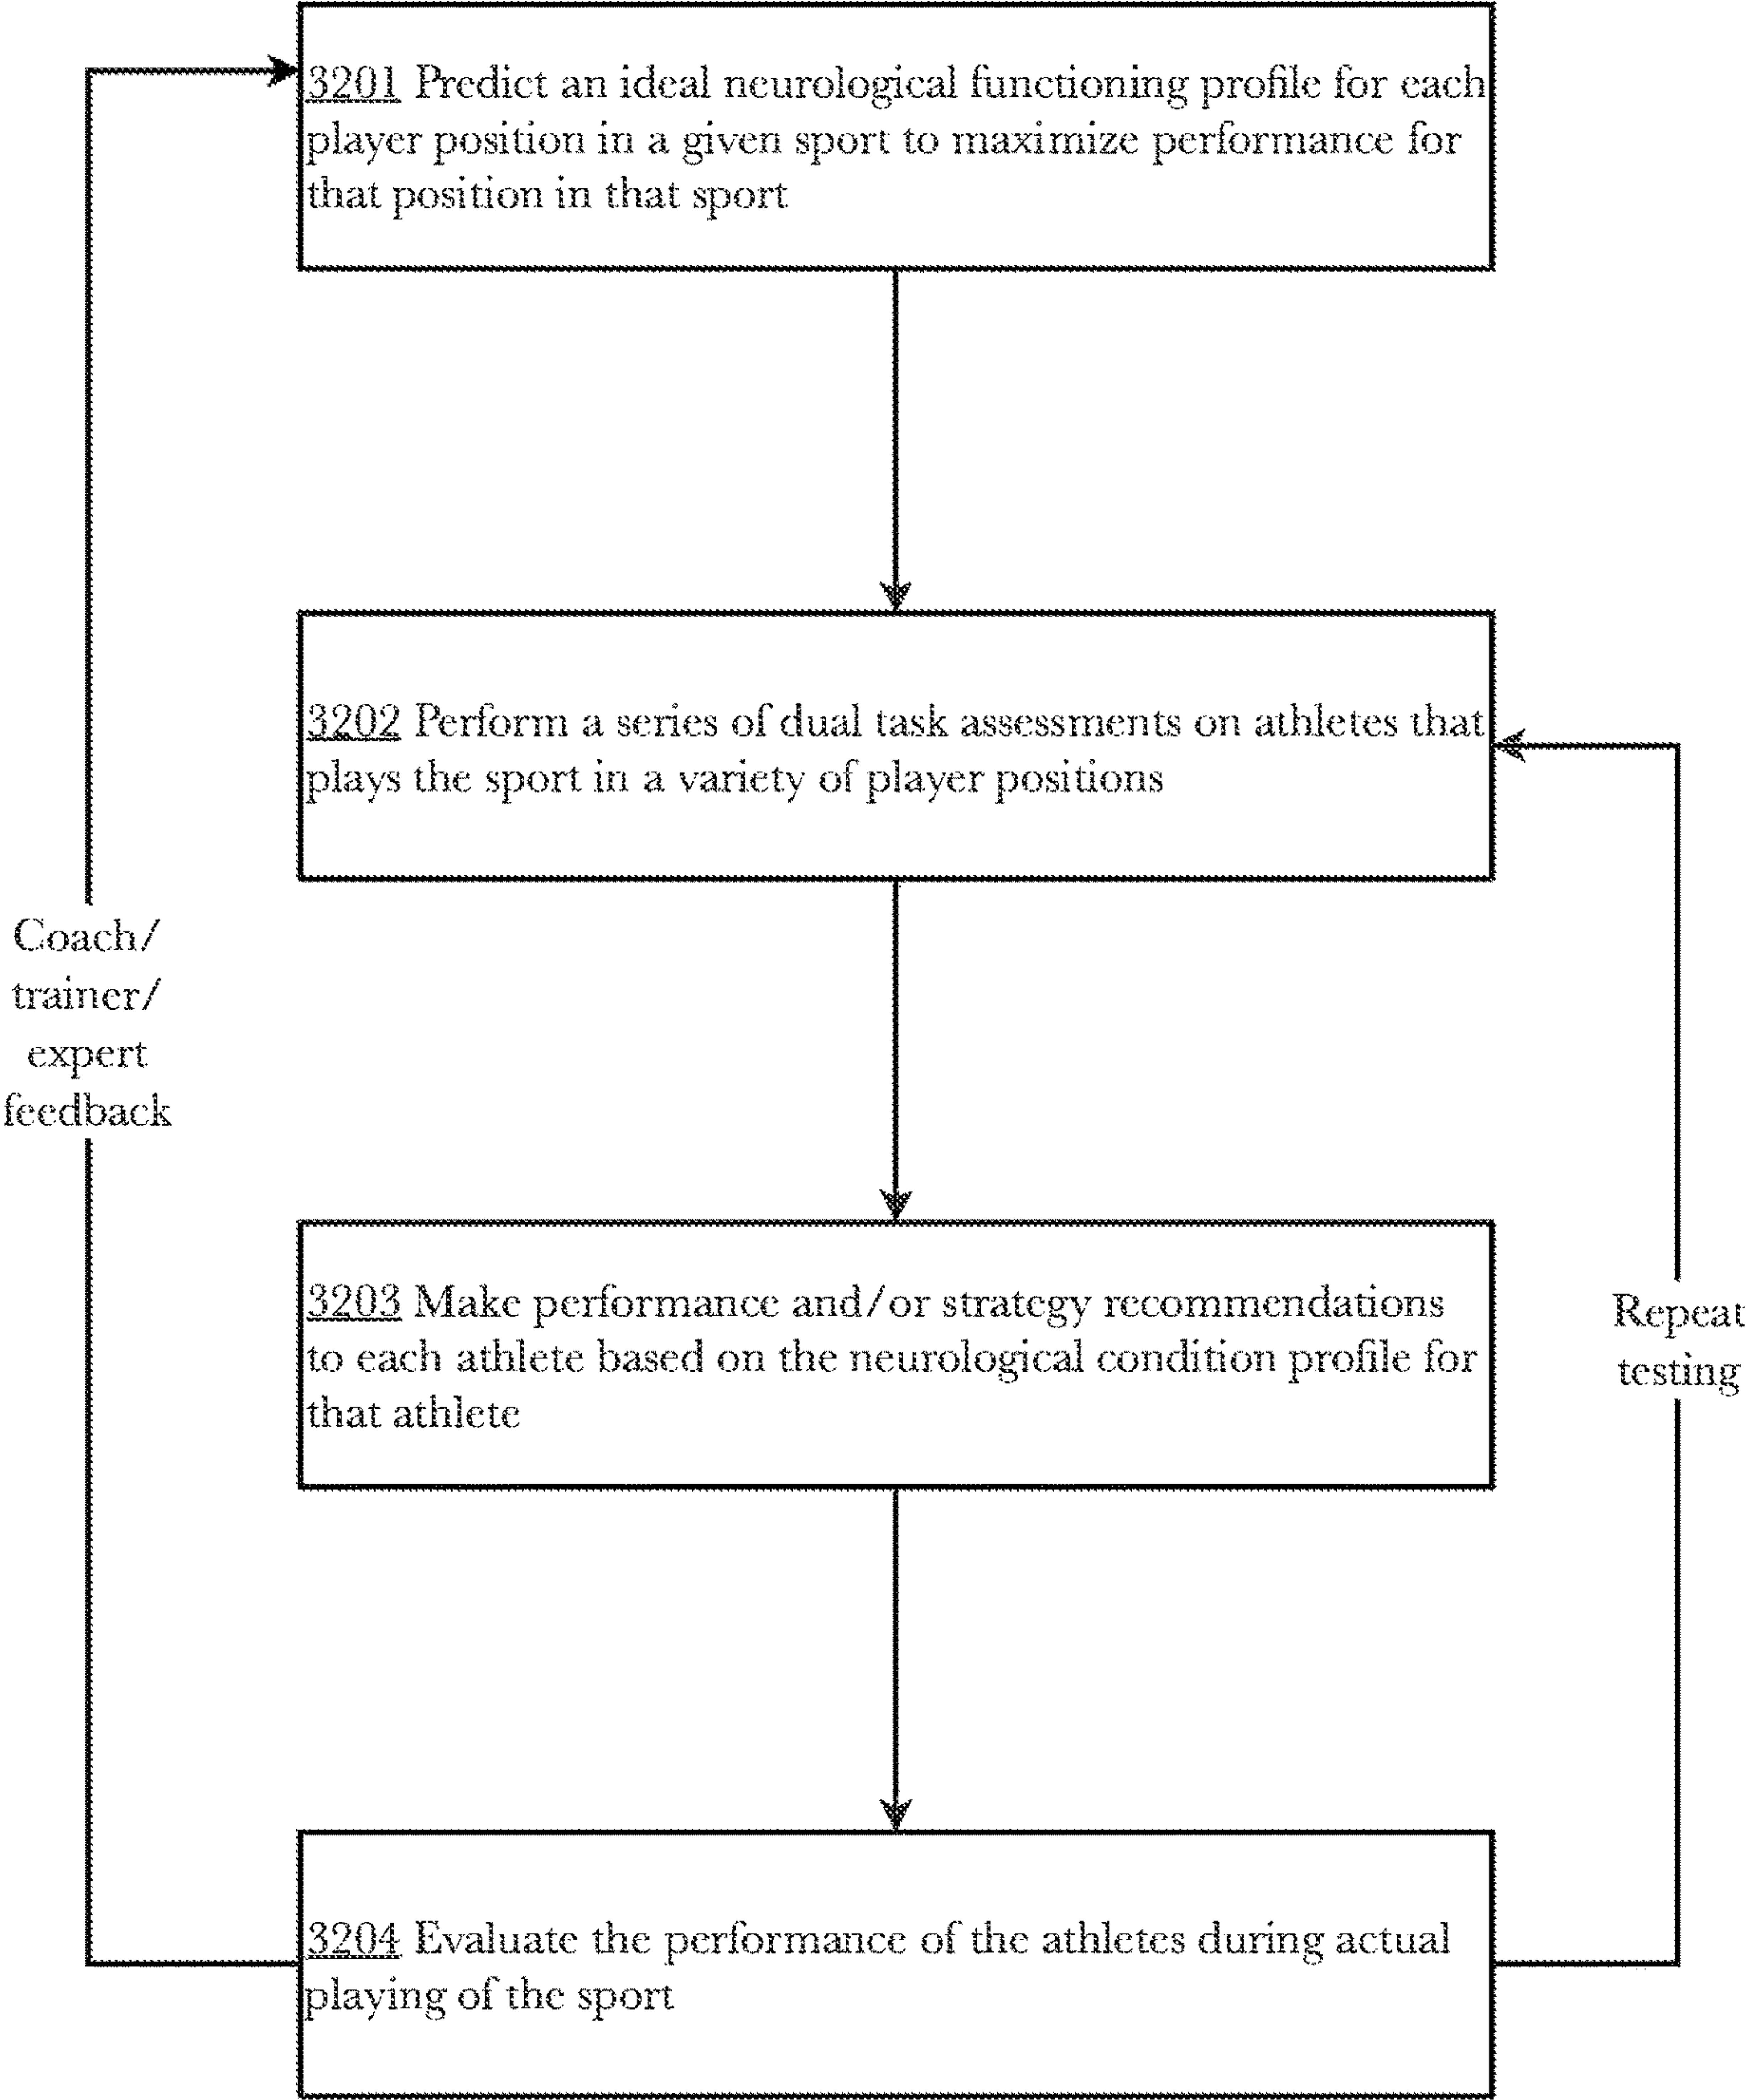 3201 Predict an ideal neurological functioning profile for each
player position in a given sport to maximize performance for
that position in that sport
3202 Perform a series of dual task assessments on athletes that
plays the sport in a variety of player positions
Coach/
trainer/
expert
feedback
3203 Make performance and/or strategy recommendations
to each athlete based on the neurological condition profile for
that athlete
Repeat
testing
3204 Evaluate the performance of the athletes during actual
playing of the sport